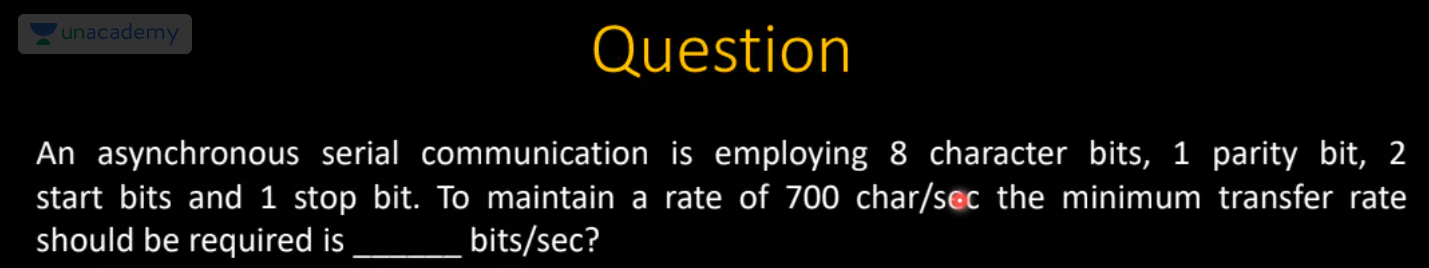 unacademy
Question
An asynchronous serial communication is employing 8 character bits, 1 parity bit, 2
start bits and 1 stop bit. To maintain a rate of 700 char/sec the minimum transfer rate
should be required is ______ bits/sec?